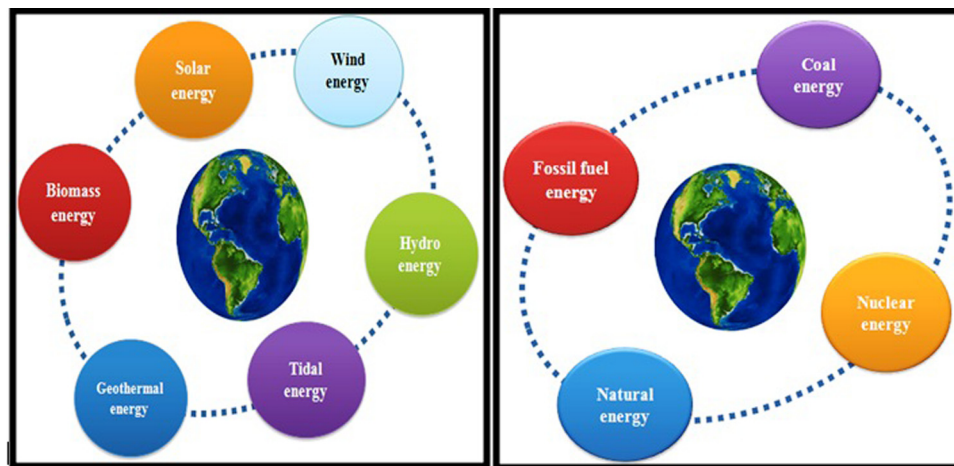 Solar
energy
Wind
energy
Biomass
energy
Hydro
energy
Geothermal
energy
Tidal
energy
Coal
energy
Fossil fuel
energy
Nuclear
energy
Natural
energy